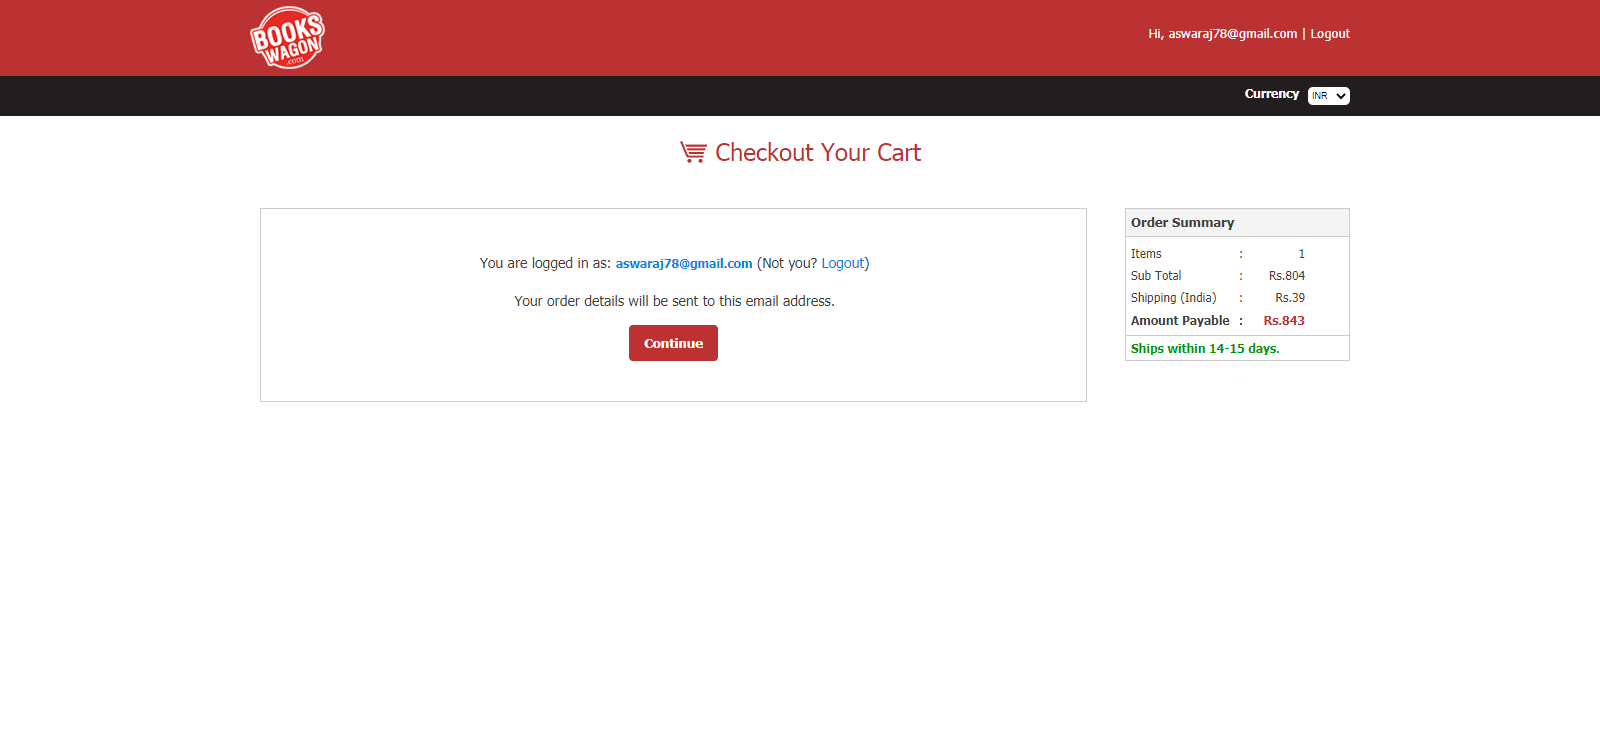 BOOKS
WAGON
.com
Hi, aswaraj78@gmail.com | Logout
Currency INR
Checkout Your Cart
You are logged in as: aswaraj78@gmail.com (Not you? Logout)
Your order details will be sent to this email address.
Continue
Order Summary
Items : 1
Sub Total : Rs.804
Shipping (India) : Rs.39
Amount Payable : Rs.843
Ships within 14-15 days.